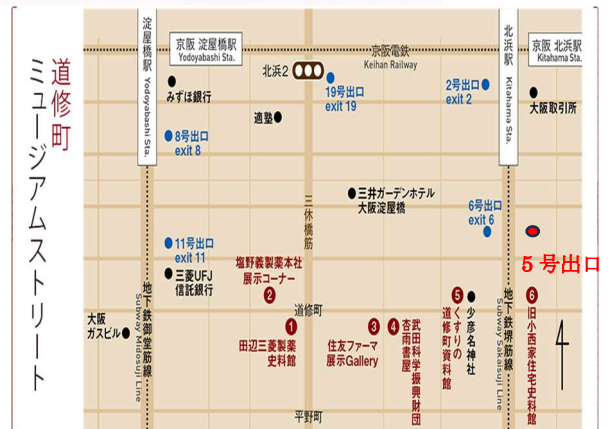 道修町
ミュージアムストリート
淀屋橋駅 Yodoyabashi Sta.
京阪 淀屋橋駅
Yodoyabashi Sta.
京阪電鉄
Keihan Railway
北浜駅 Kitahama Sta.
京阪 北浜駅
Kitahama Sta.
北浜2
みずほ銀行
19号出口
exit 19
2号出口
exit 2
大阪取引所
適塾
8号出口
exit 8
三井ガーデンホテル
大阪淀屋橋
三休橋筋
6号出口
exit 6
5号出口
11号出口
exit 11
三菱UFJ
信託銀行
塩野義製薬本社
展示コーナー
2
道修町
1
田辺三菱製薬
史料館
3
住友ファーマ
展示Gallery
4
武田科学振興財団
杏雨書屋
5
くすりの
道修町資料館
少彦名神社
6
旧小西家住宅史料館
大阪
ガスビル
地下鉄御堂筋線
Subway Midosuji Line
地下鉄堺筋線
Subway Sakaisuji Line
平野町
4